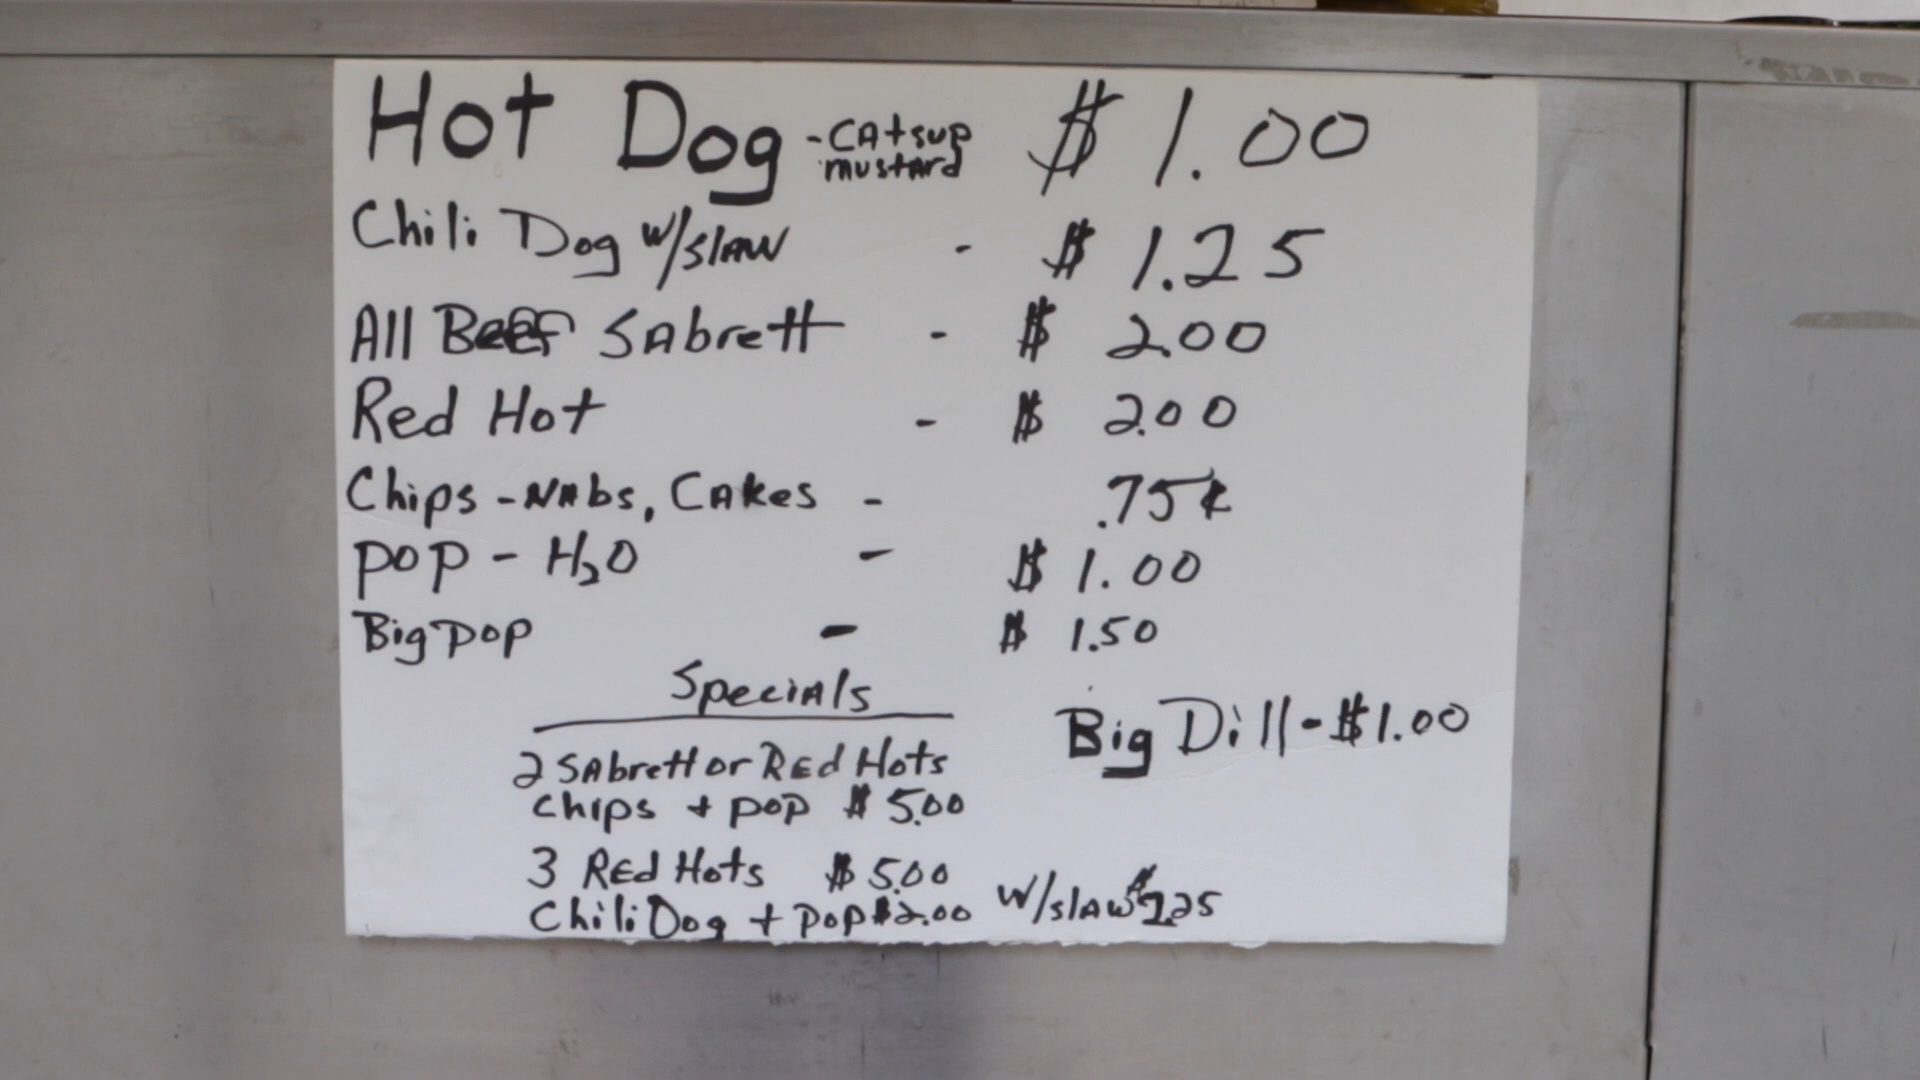 Hot Dog -Catsup mustard $1.00
Chili Dog w/slaw - $1.25
All Beef Sabrett - $ 2.00
Red Hot - $ 2.00
Chips - Nabs, Cakes - .75¢
pop - H2O - $ 1.00
Big pop - $ 1.50
Specials
2 Sabrett or Red Hots
Chips + pop $ 5.00
3 Red Hots $ 5.00
Chili Dog + pop $2.00 w/slaw $2.25
Big Dill - $1.00